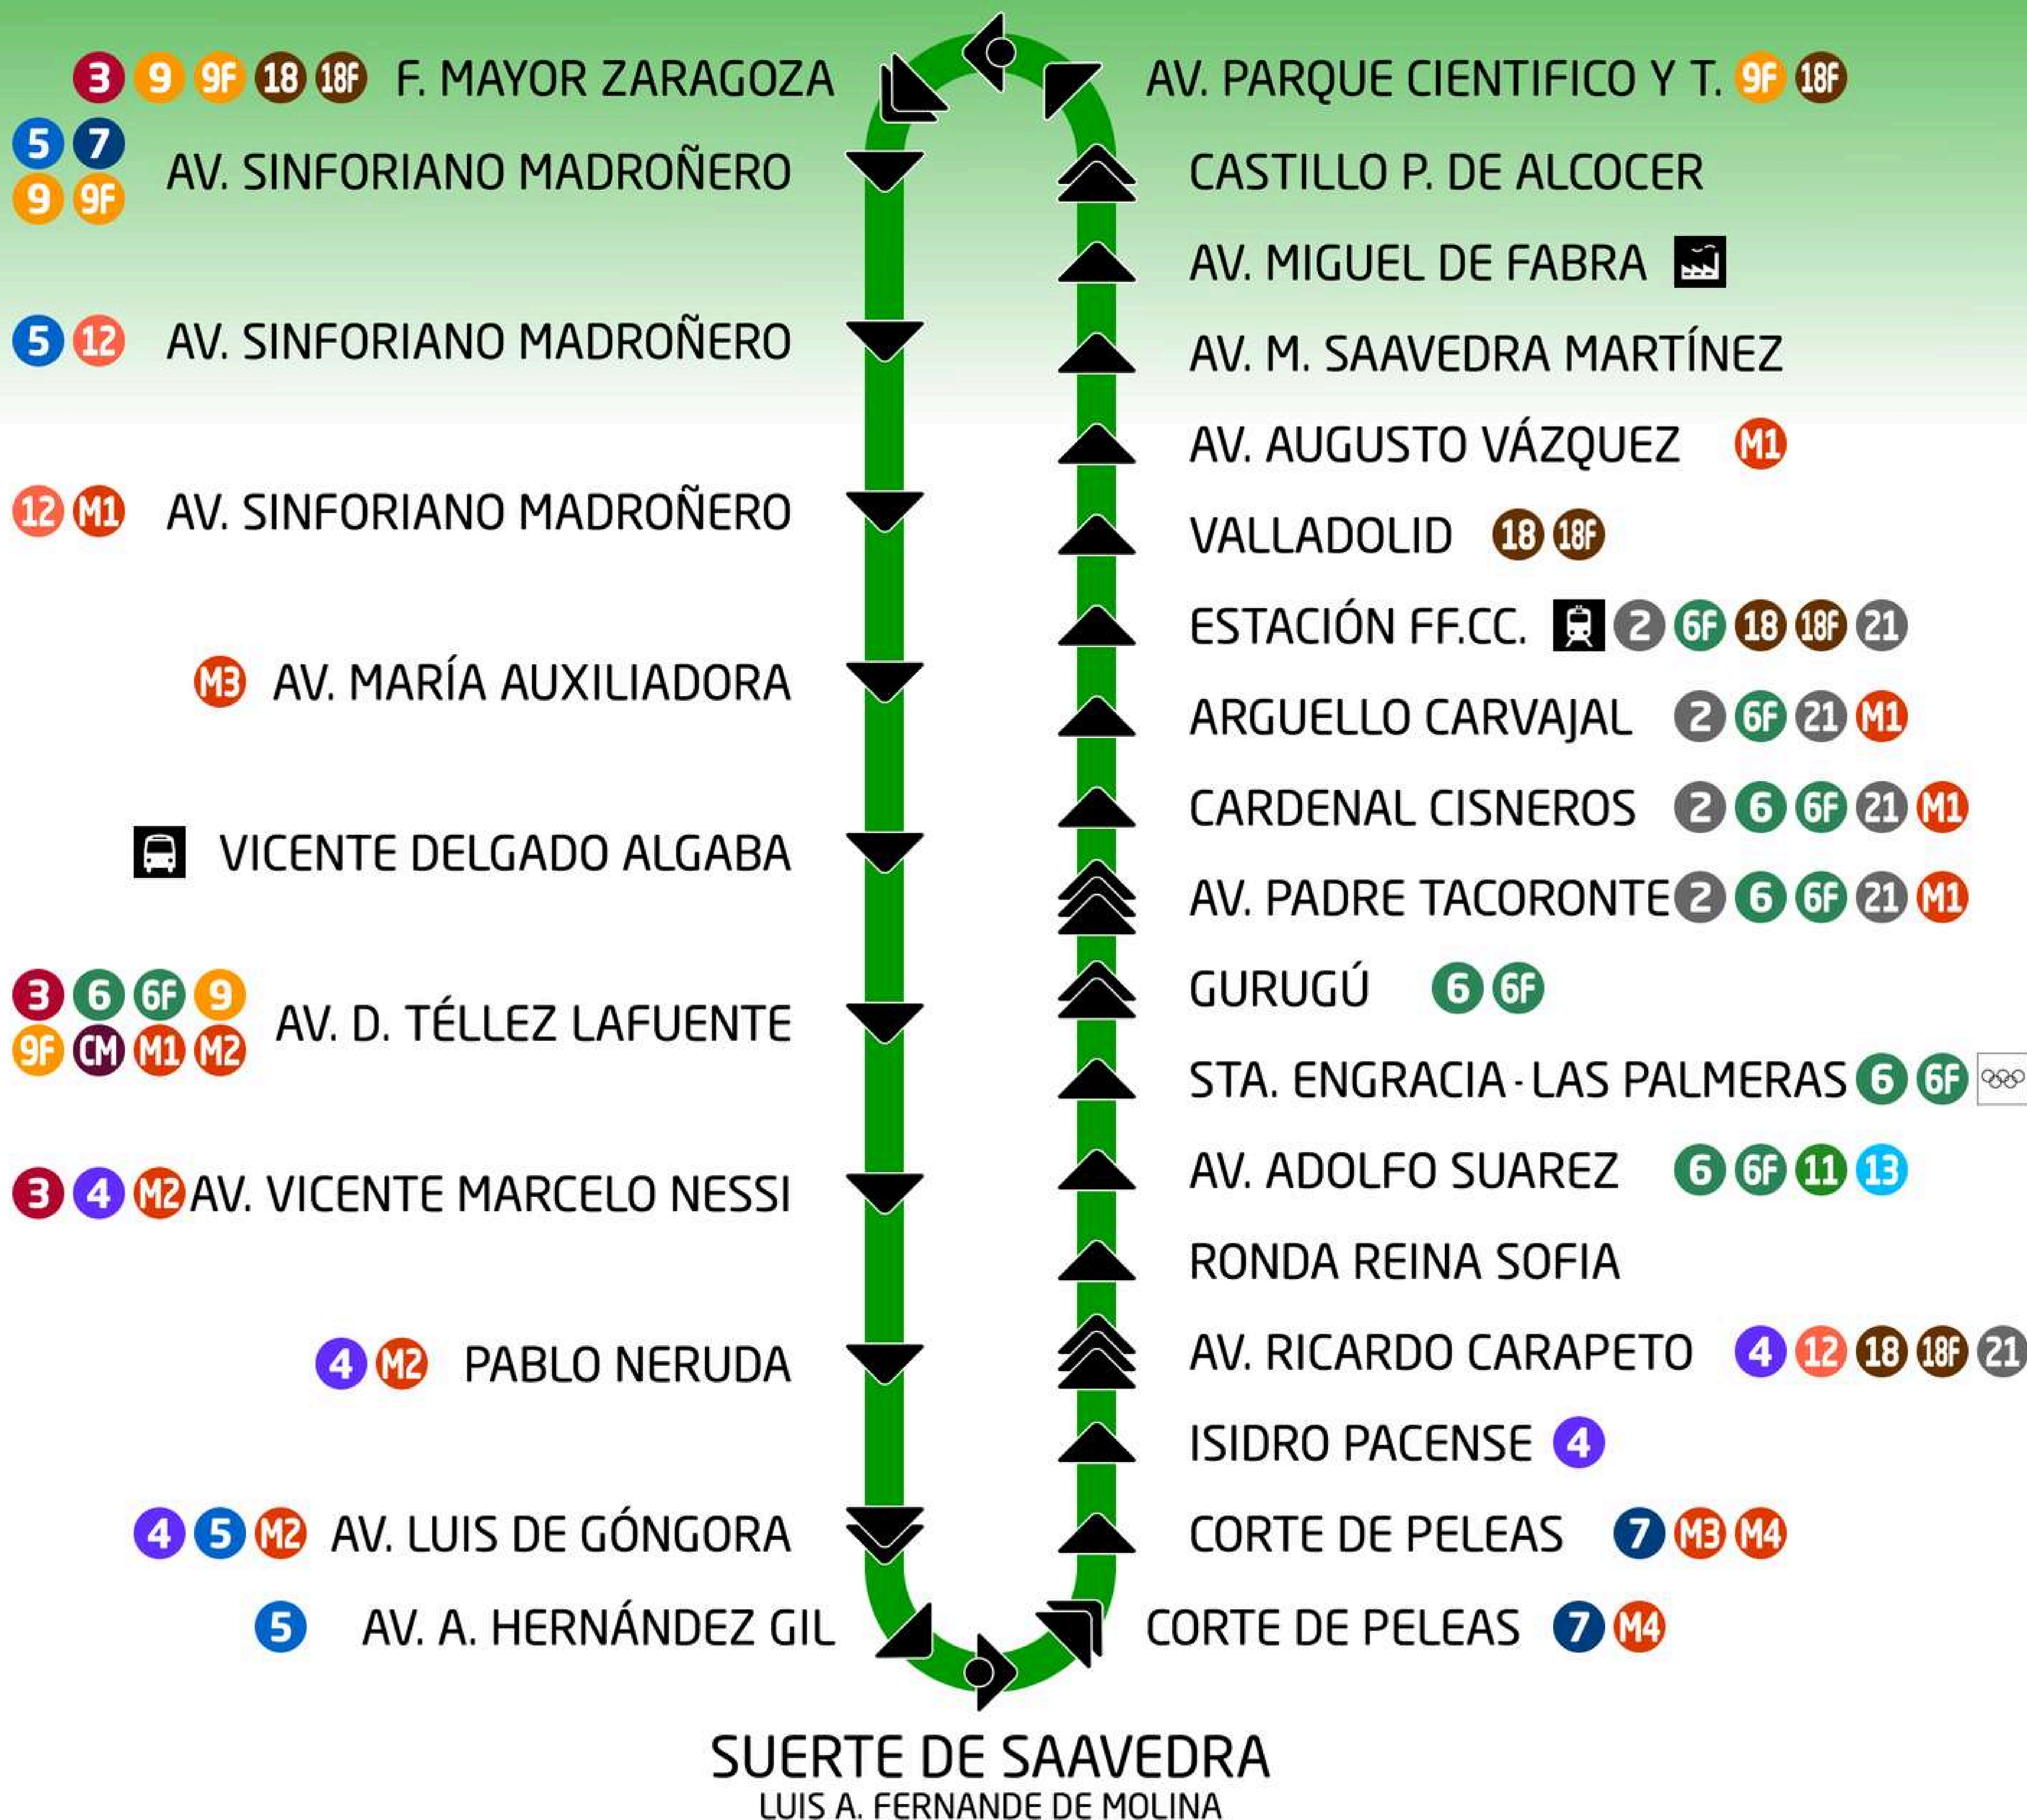 3 9 9F 18 18F F. MAYOR ZARAGOZA
5 7
9 9F
AV. SINFORIANO MADROÑERO
5 12 AV. SINFORIANO MADROÑERO
12 M1 AV. SINFORIANO MADROÑERO
M3 AV. MARÍA AUXILIADORA
VICENTE DELGADO ALGABA
3 6 6F 9
9F CM M1 M2
AV. D. TÉLLEZ LAFUENTE
3 4 M2 AV. VICENTE MARCELO NESSI
4 M2 PABLO NERUDA
4 5 M2 AV. LUIS DE GÓNGORA
5 AV. A. HERNÁNDEZ GIL
AV. PARQUE CIENTIFICO Y T. 9F 18F
CASTILLO P. DE ALCOCER
AV. MIGUEL DE FABRA
AV. M. SAAVEDRA MARTÍNEZ
AV. AUGUSTO VÁZQUEZ M1
VALLADOLID 18 18F
ESTACIÓN FF.CC. 2 6F 18 18F 21
ARGUELLO CARVAJAL 2 6F 21 M1
CARDENAL CISNEROS 2 6 6F 21 M1
AV. PADRE TACORONTE 2 6 6F 21 M1
GURUGÚ 6 6F
STA. ENGRACIA - LAS PALMERAS 6 6F
AV. ADOLFO SUAREZ 6 6F 11 13
RONDA REINA SOFIA
AV. RICARDO CARAPETO 4 12 18 18F 21
ISIDRO PACENSE 4
CORTE DE PELEAS 7 M3 M4
CORTE DE PELEAS 7 M4
SUERTE DE SAAVEDRA
LUIS A. FERNANDE DE MOLINA